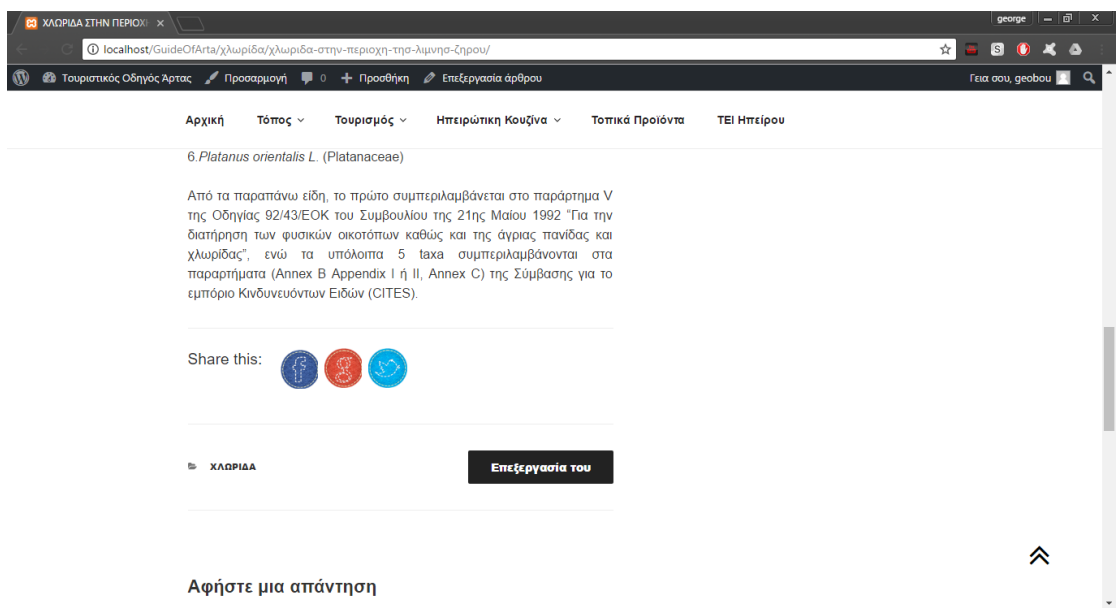 ΧΛΩΡΙΔΑ ΣΤΗΝ ΠΕΡΙΟΧΗ
george
localhost/GuideOfArta/χλωρίδα/χλωριδα-στην-περιοχη-τησ-λιμνησ-ζηρου/
Τουριστικός Οδηγός Άρτας Προσαρμογή 0 Προσθήκη Επεξεργασία άρθρου Γεια σου, geobou
Αρχική Τόπος Τουρισμός Ηπειρώτικη Κουζίνα Τοπικά Προϊόντα ΤΕΙ Ηπείρου
6.Platanus orientalis L. (Platanaceae)
Από τα παραπάνω είδη, το πρώτο συμπεριλαμβάνεται στο παράρτημα V
της Οδηγίας 92/43/ΕΟΚ του Συμβουλίου της 21ης Μαίου 1992 “Για την
διατήρηση των φυσικών οικοτόπων καθώς και της άγριας πανίδας και
χλωρίδας”, ενώ τα υπόλοιπα 5 taxa συμπεριλαμβάνονται στα
παραρτήματα (Annex B Appendix I ή II, Annex C) της Σύμβασης για το
εμπόριο Κινδυνευόντων Ειδών (CITES).
Share this:
ΧΛΩΡΙΔΑ
Επεξεργασία του
Αφήστε μια απάντηση